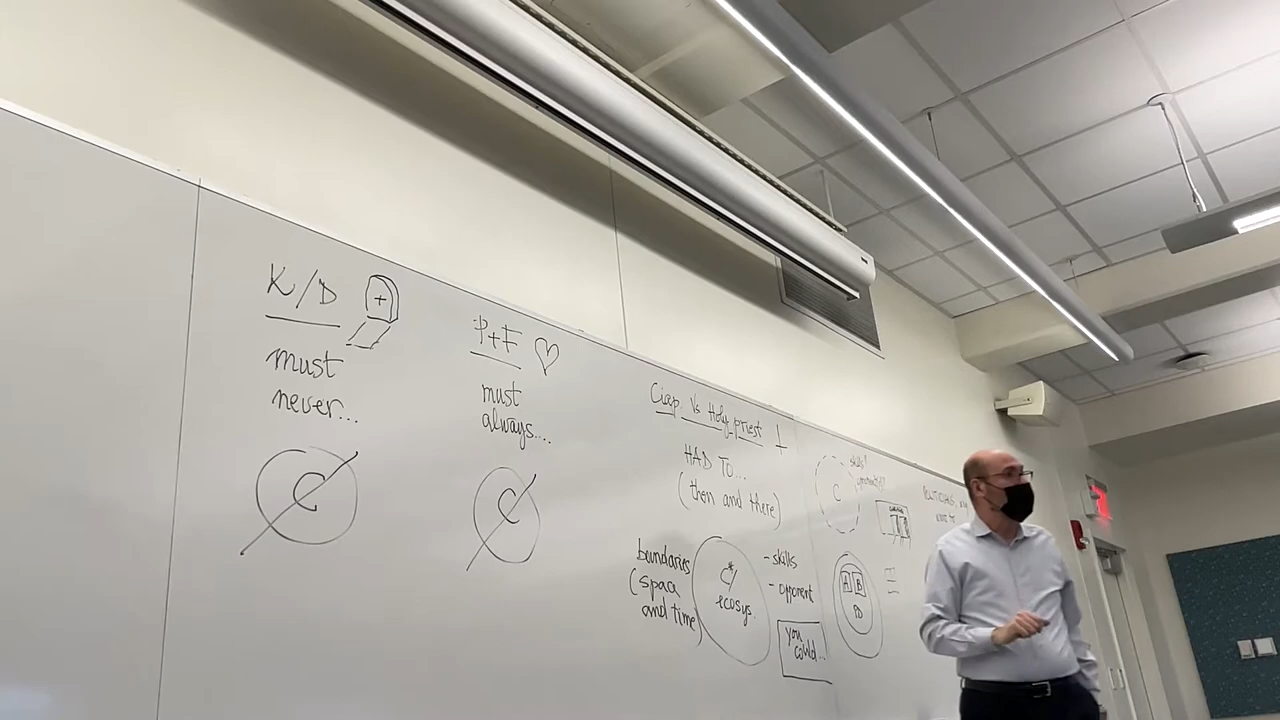 K/D
must
never...
C
P+F
must
always....
C
Ciap Vs Holy priest
HAD TO...
(then and there)
boundaries
(space
and time)
C*/
ecosys.
-skills
- opponent
you
could...
skills?
C
A B